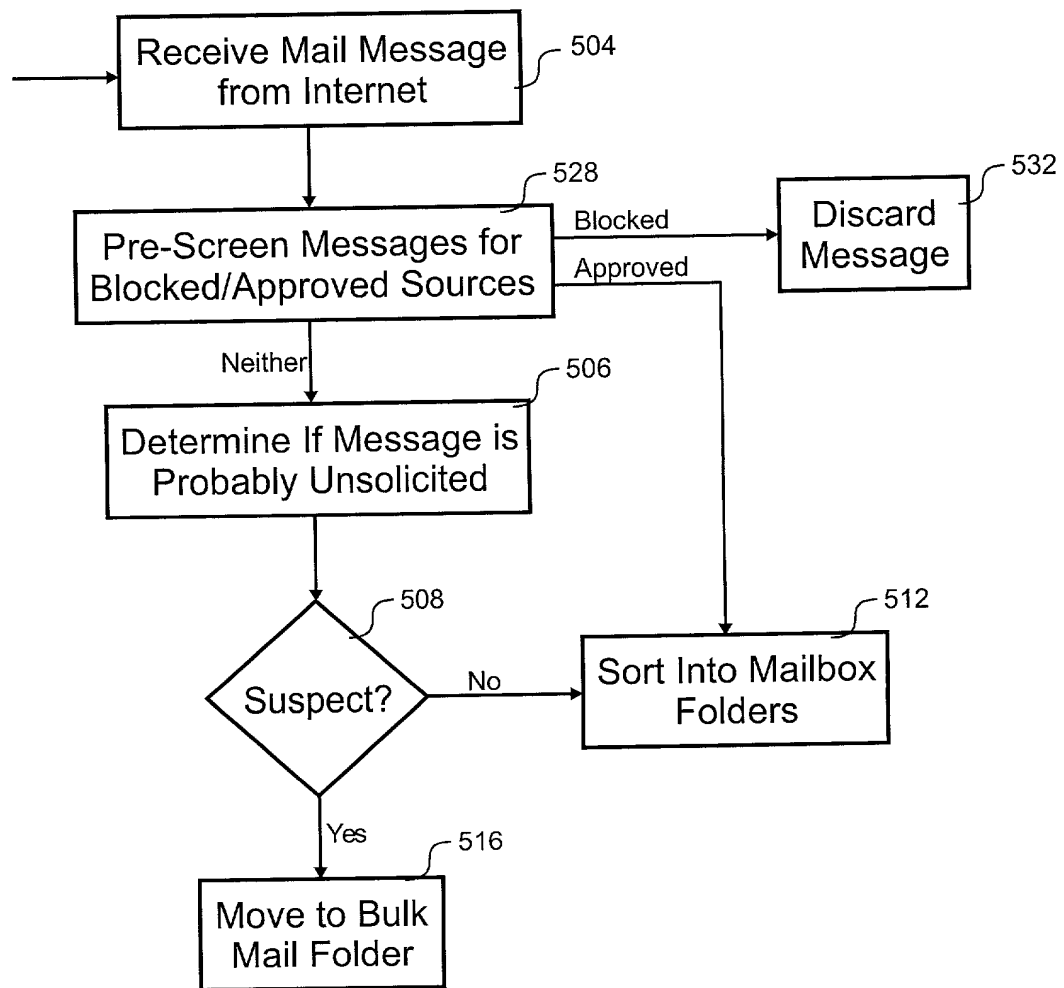 Receive Mail Message
from Internet
504
528
Pre-Screen Messages for
Blocked/Approved Sources
Blocked
Approved
532
Discard
Message
Neither
506
Determine If Message is
Probably Unsolicited
508
Suspect?
No
512
Sort Into Mailbox
Folders
Yes
516
Move to Bulk
Mail Folder